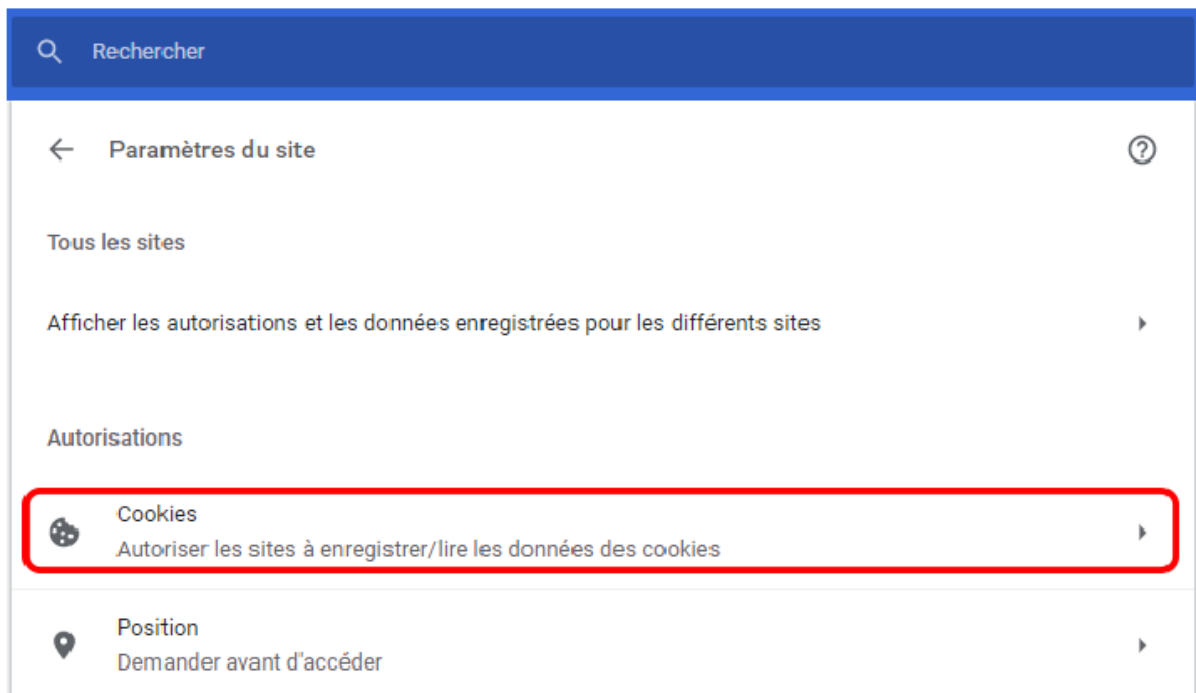 Rechercher
Paramètres du site
Tous les sites
Afficher les autorisations et les données enregistrées pour les différents sites
Autorisations
Cookies
Autoriser les sites à enregistrer/lire les données des cookies
Position
Demander avant d'accéder